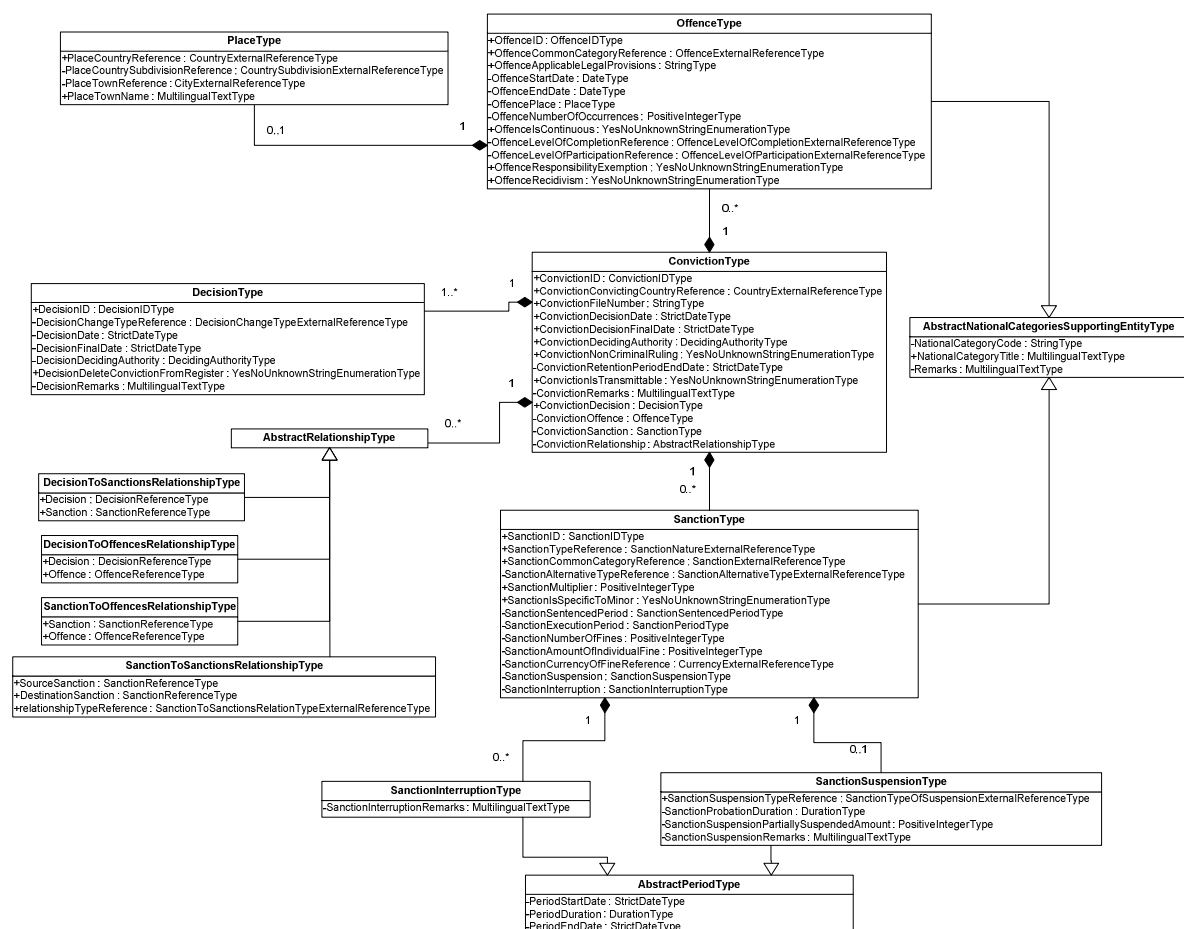 OffenceType
+OffenceID : OffenceIDType
+OffenceCommonCategoryReference : OffenceExternalReferenceType
+OffenceApplicableLegalProvisions : StringType
-OffenceStartDate : DateType
-OffenceEndDate : DateType
-OffencePlace : PlaceType
-OffenceNumberOfOccurrences : PositiveIntegerType
+OffenceIsContinuous : YesNoUnknownStringEnumerationType
-OffenceLevelOfCompletionReference : OffenceLevelOfCompletionExternalReferenceType
-OffenceLevelOfParticipationReference : OffenceLevelOfParticipationExternalReferenceType
+OffenceResponsibilityExemption : YesNoUnknownStringEnumerationType
+OffenceRecidivism : YesNoUnknownStringEnumerationType
PlaceType
+PlaceCountryReference : CountryExternalReferenceType
-PlaceCountrySubdivisionReference : CountrySubdivisionExternalReferenceType
-PlaceTownReference : CityExternalReferenceType
+PlaceTownName : MultilingualTextType
0..1
1
0..*
1
ConvictionType
+ConvictionID : ConvictionIDType
+ConvictionConvictingCountryReference : CountryExternalReferenceType
+ConvictionFileNumber : StringType
+ConvictionDecisionDate : StrictDateType
+ConvictionDecisionFinalDate : StrictDateType
+ConvictionDecidingAuthority : DecidingAuthorityType
+ConvictionNonCriminalRuling : YesNoUnknownStringEnumerationType
-ConvictionRetentionPeriodEndDate : StrictDateType
+ConvictionIsTransmittable : YesNoUnknownStringEnumerationType
-ConvictionRemarks : MultilingualTextType
+ConvictionDecision : DecisionType
-ConvictionOffence : OffenceType
-ConvictionSanction : SanctionType
-ConvictionRelationship : AbstractRelationshipType
DecisionType
+DecisionID : DecisionIDType
-DecisionChangeTypeReference : DecisionChangeTypeExternalReferenceType
-DecisionDate : StrictDateType
-DecisionFinalDate : StrictDateType
-DecisionDecidingAuthority : DecidingAuthorityType
+DecisionDeleteConvictionFromRegister : YesNoUnknownStringEnumerationType
-DecisionRemarks : MultilingualTextType
1..*
1
1
0..*
AbstractNationalCategoriesSupportingEntityType
-NationalCategoryCode : StringType
+NationalCategoryTitle : MultilingualTextType
-Remarks : MultilingualTextType
AbstractRelationshipType
DecisionToSanctionsRelationshipType
+Decision : DecisionReferenceType
+Sanction : SanctionReferenceType
DecisionToOffencesRelationshipType
+Decision : DecisionReferenceType
+Offence : OffenceReferenceType
SanctionToOffencesRelationshipType
+Sanction : SanctionReferenceType
+Offence : OffenceReferenceType
SanctionToSanctionsRelationshipType
+SourceSanction : SanctionReferenceType
+DestinationSanction : SanctionReferenceType
+relationshipTypeReference : SanctionToSanctionsRelationTypeExternalReferenceType
1
0..*
SanctionType
+SanctionID : SanctionIDType
+SanctionTypeReference : SanctionNatureExternalReferenceType
+SanctionCommonCategoryReference : SanctionExternalReferenceType
-SanctionAlternativeTypeReference : SanctionAlternativeTypeExternalReferenceType
+SanctionMultiplier : PositiveIntegerType
+SanctionIsSpecificToMinor : YesNoUnknownStringEnumerationType
-SanctionSentencedPeriod : SanctionSentencedPeriodType
-SanctionExecutionPeriod : SanctionPeriodType
-SanctionNumberOfFines : PositiveIntegerType
-SanctionAmountOfIndividualFine : PositiveIntegerType
-SanctionCurrencyOfFineReference : CurrencyExternalReferenceType
-SanctionSuspension : SanctionSuspensionType
-SanctionInterruption : SanctionInterruptionType
1
0..*
1
0..1
SanctionInterruptionType
-SanctionInterruptionRemarks : MultilingualTextType
SanctionSuspensionType
+SanctionSuspensionTypeReference : SanctionTypeOfSuspensionExternalReferenceType
-SanctionProbationDuration : DurationType
-SanctionSuspensionPartiallySuspendedAmount : PositiveIntegerType
-SanctionSuspensionRemarks : MultilingualTextType
AbstractPeriodType
-PeriodStartDate : StrictDateType
-PeriodDuration : DurationType
-PeriodEndDate : StrictDateType